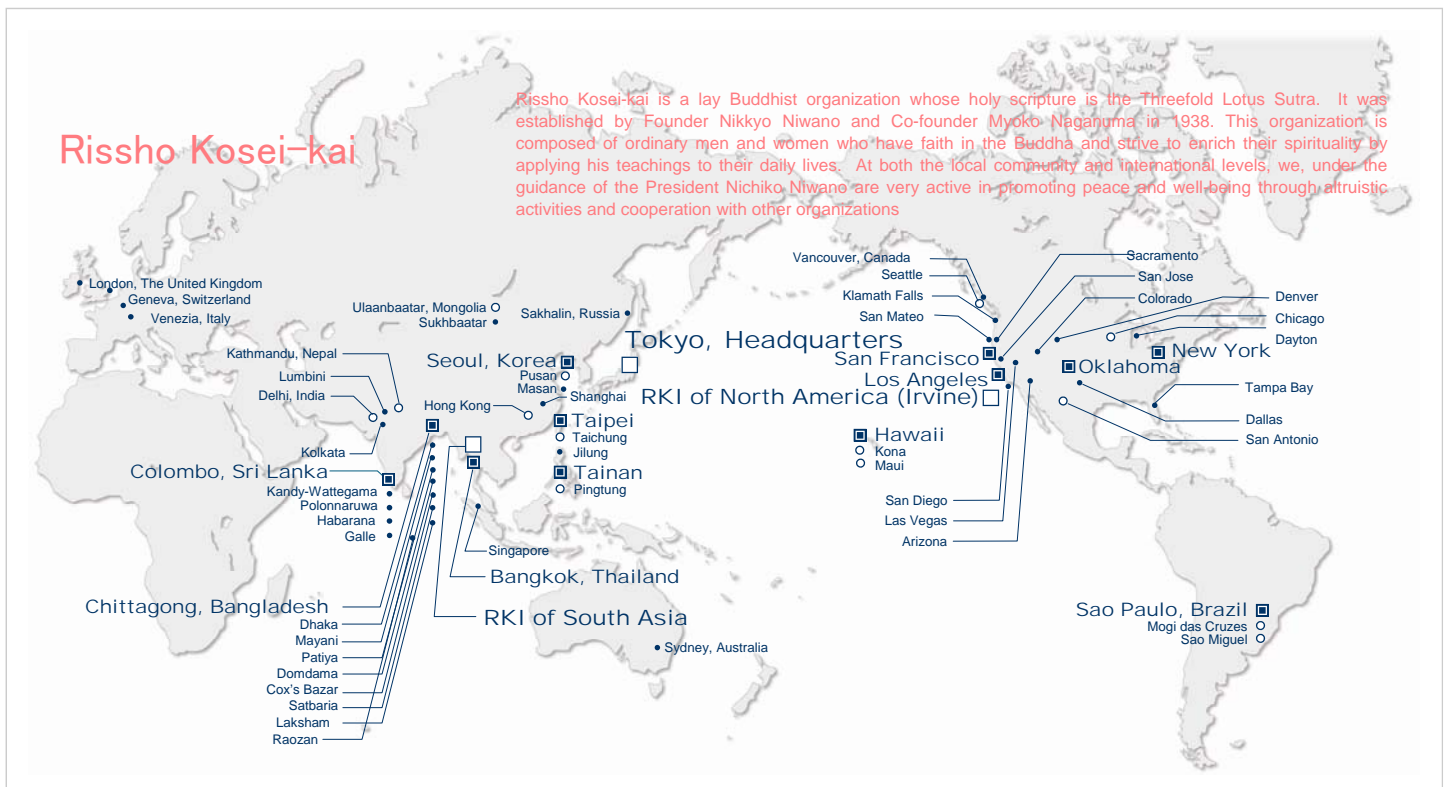 Rissho Kosei-kai
Rissho Kosei-kai is a lay Buddhist organization whose holy scripture is the Threefold Lotus Sutra. It was
established by Founder Nikkyo Niwano and Co-founder Myoko Naganuma in 1938. This organization is
composed of ordinary men and women who have faith in the Buddha and strive to enrich their spirituality by
applying his teachings to their daily lives. At both the local community and international levels, we, under the
guidance of the President Nichiko Niwano are very active in promoting peace and well-being through altruistic
activities and cooperation with other organizations
London, The United Kingdom
Geneva, Switzerland
Venezia, Italy
Ulaanbaatar, Mongolia
Sukhbaatar
Sakhalin, Russia
Tokyo, Headquarters
Seoul, Korea
Pusan
Masan
Shanghai
Hong Kong
Kathmandu, Nepal
Lumbini
Delhi, India
Kolkata
Colombo, Sri Lanka
Kandy-Wattegama
Polonnaruwa
Habarana
Galle
Taipei
Taichung
Jilung
Tainan
Pingtung
Singapore
Bangkok, Thailand
RKI of South Asia
Chittagong, Bangladesh
Dhaka
Mayani
Patiya
Domdama
Cox's Bazar
Satbaria
Laksham
Raozan
Sydney, Australia
Vancouver, Canada
Seattle
Klamath Falls
San Mateo
San Francisco
Los Angeles
RKI of North America (Irvine)
Hawaii
Kona
Maui
San Diego
Las Vegas
Arizona
Sacramento
San Jose
Colorado
Denver
Chicago
Dayton
New York
Oklahoma
Tampa Bay
Dallas
San Antonio
Sao Paulo, Brazil
Mogi das Cruzes
Sao Miguel